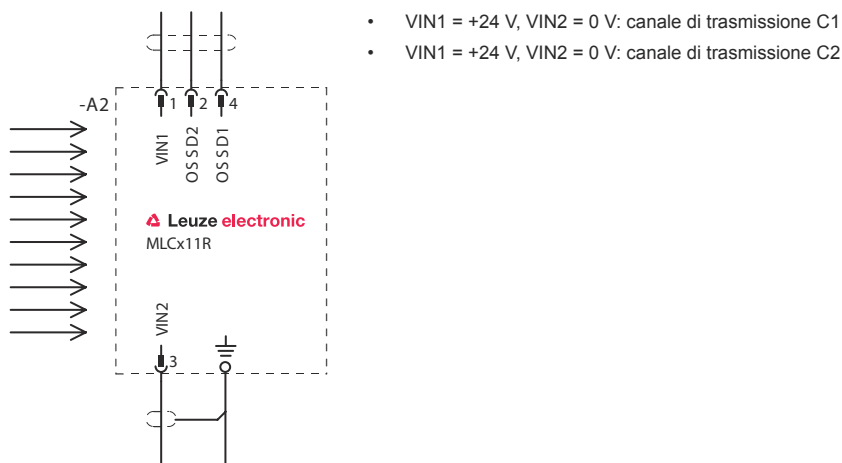 • VIN1 = +24 V, VIN2 = 0 V: canale di trasmissione C1
• VIN1 = +24 V, VIN2 = 0 V: canale di trasmissione C2
-A2
1 2 4
VIN1
OSSD2
OSSD1
Leuze electronic
MLCx11R
VIN2
3